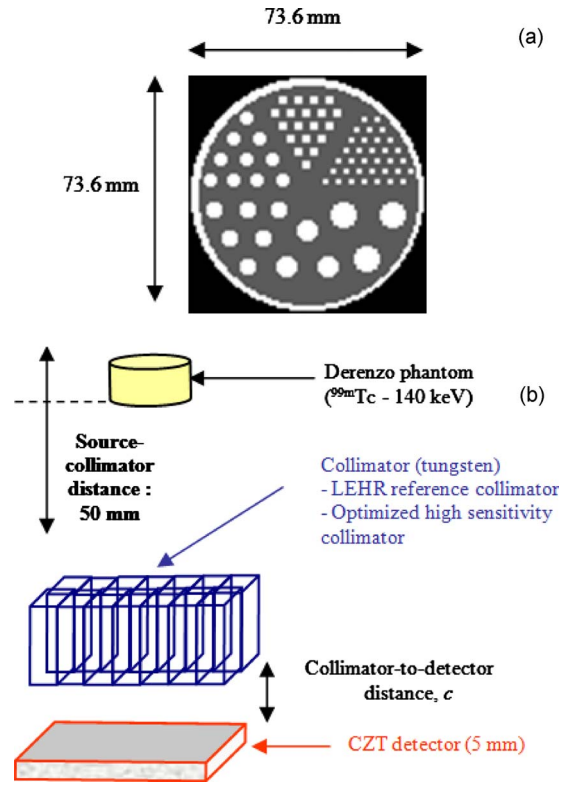 73.6 mm
(a)
73.6 mm
Derenzo phantom
(99mTc - 140 keV)
(b)
Source-
collimator
distance :
50 mm
Collimator (tungsten)
- LEHR reference collimator
- Optimized high sensitivity
collimator
Collimator-to-detector
distance, c
CZT detector (5 mm)